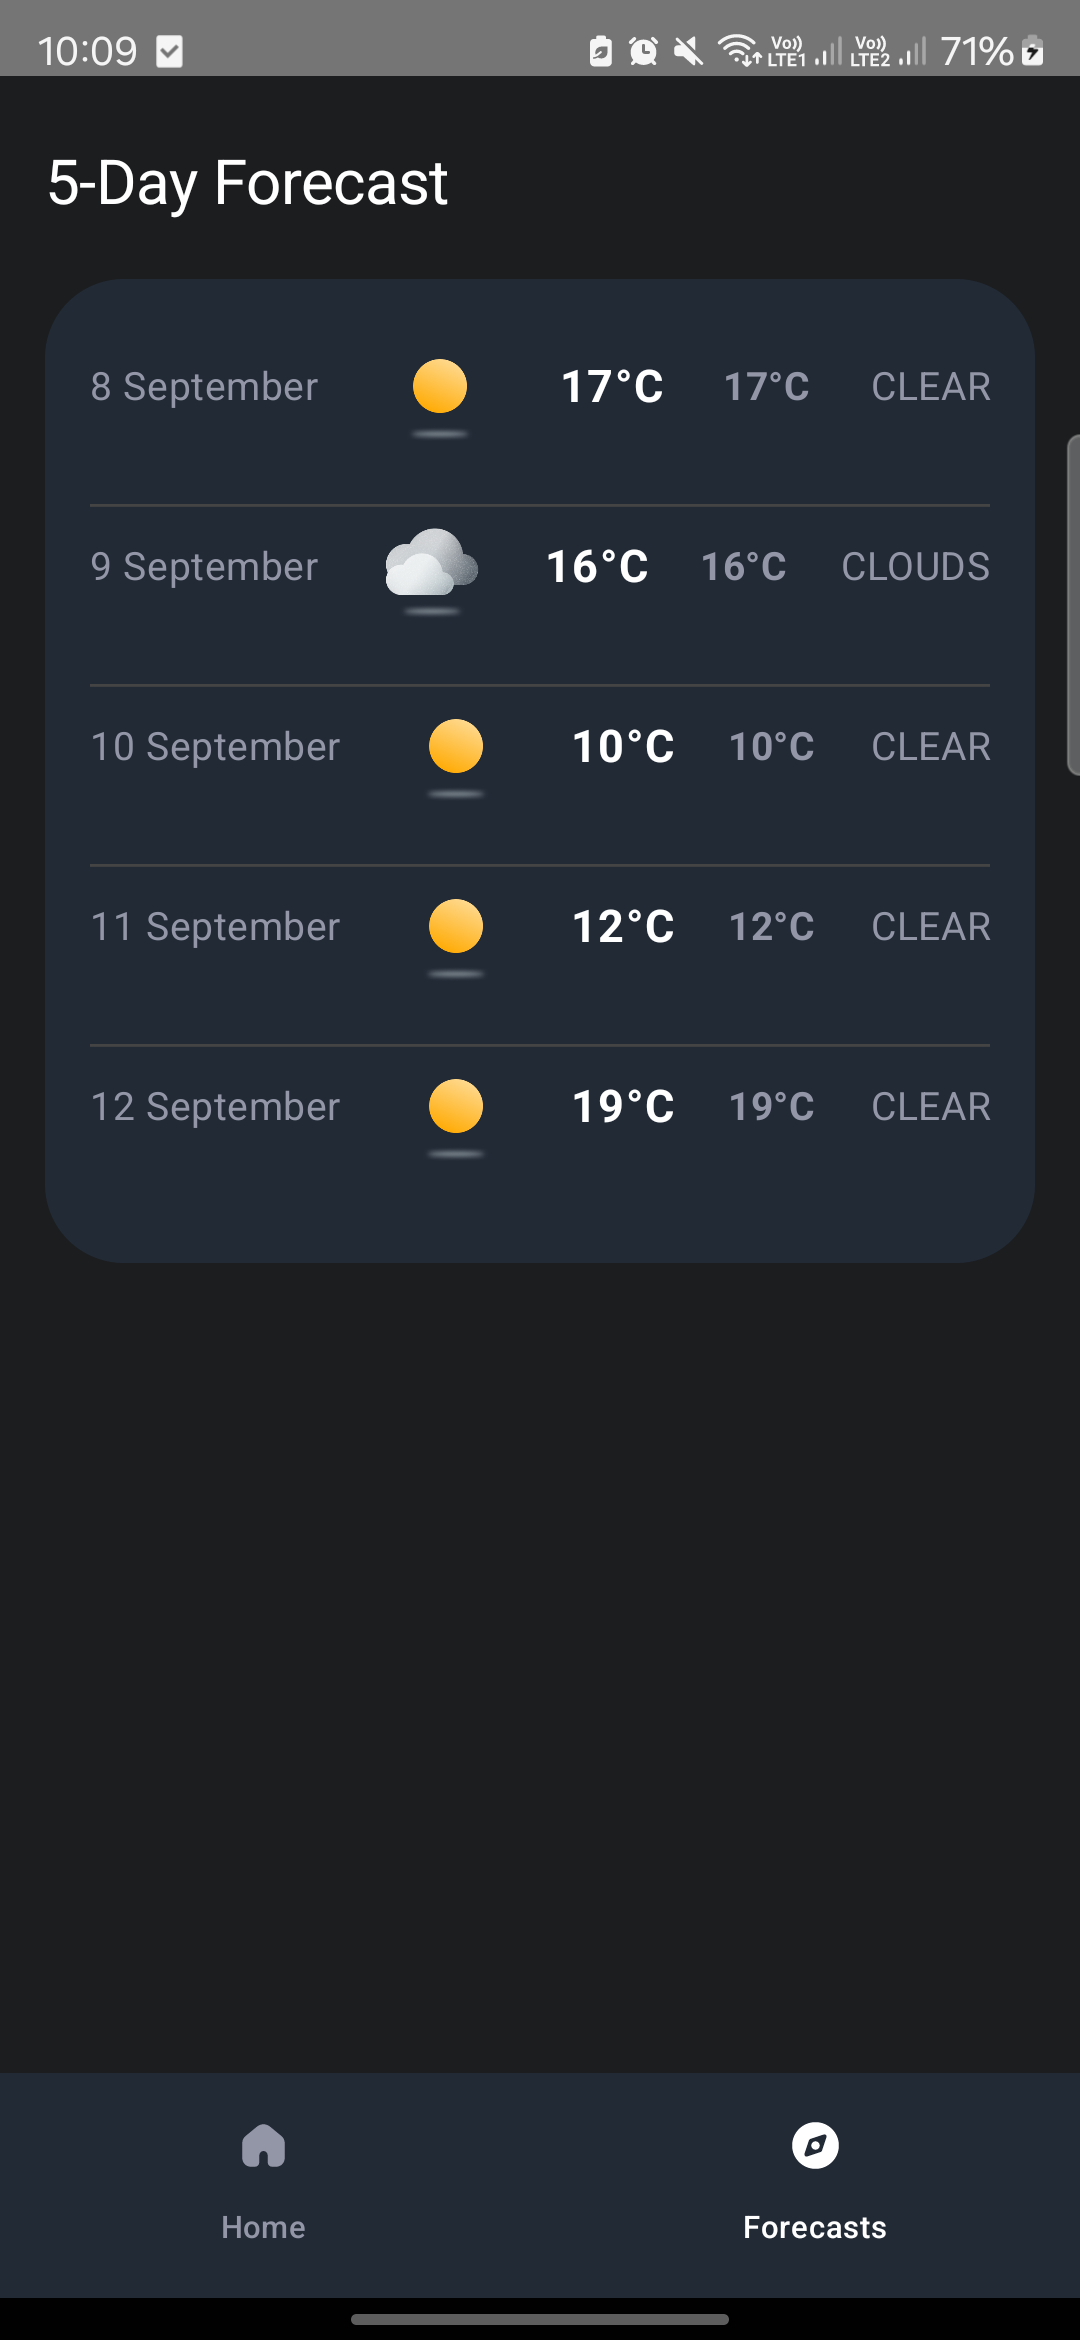 10:09 Vo)) LTE1 Vo)) LTE2 71%
5-Day Forecast
8 September 17°C 17°C CLEAR
9 September 16°C 16°C CLOUDS
10 September 10°C 10°C CLEAR
11 September 12°C 12°C CLEAR
12 September 19°C 19°C CLEAR
Home Forecasts